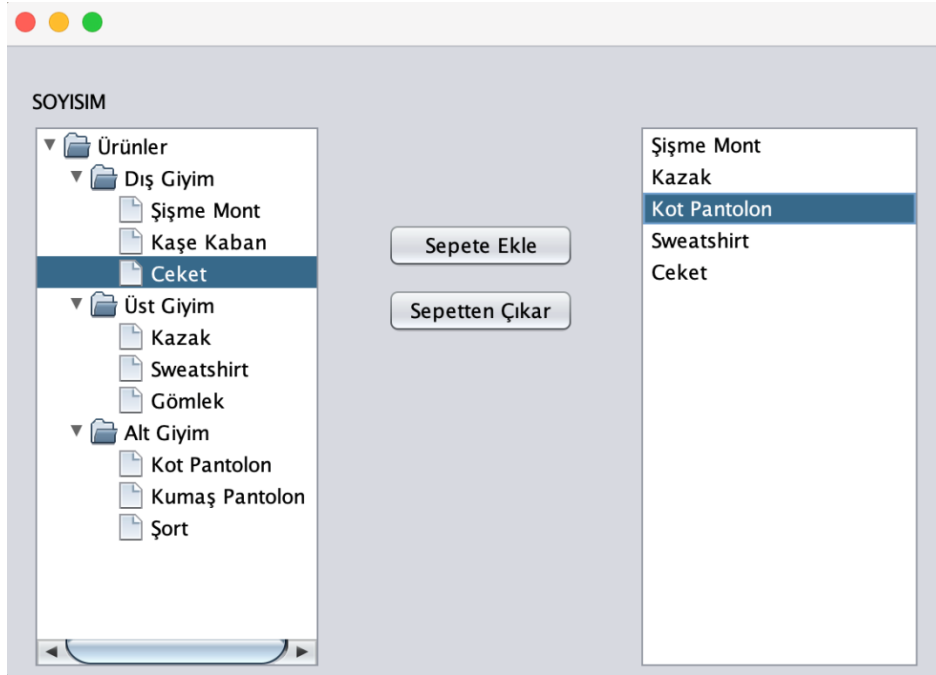 SOYISIM
Ürünler
Dış Giyim
Şişme Mont
Kaşe Kaban
Ceket
Üst Giyim
Kazak
Sweatshirt
Gömlek
Alt Giyim
Kot Pantolon
Kumaş Pantolon
Şort
Sepete Ekle
Sepetten Çıkar
Şişme Mont
Kazak
Kot Pantolon
Sweatshirt
Ceket